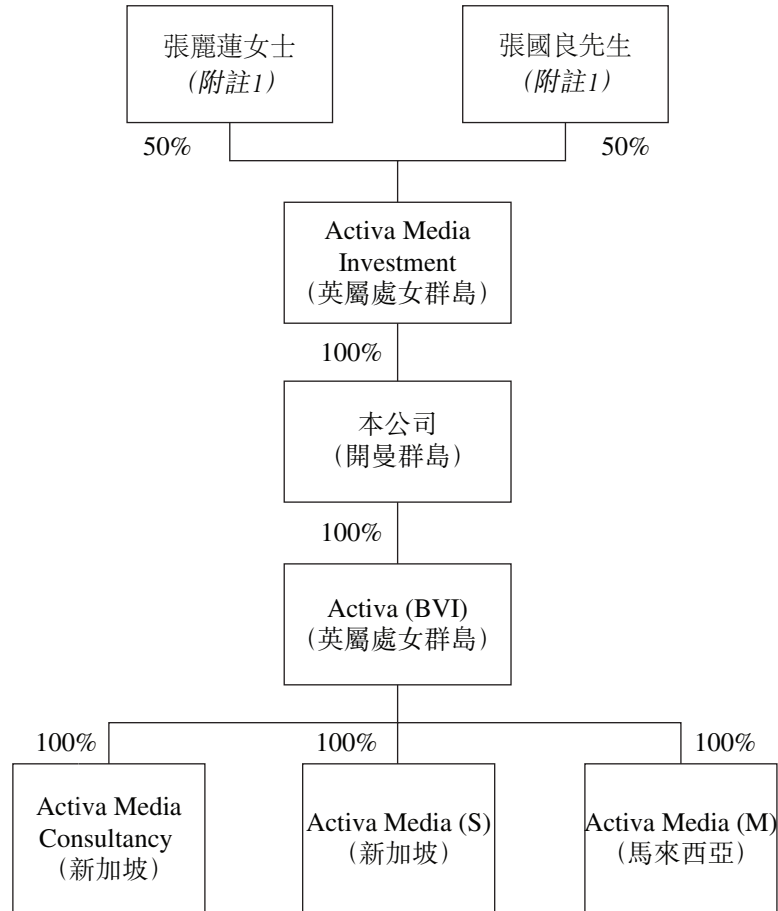 張麗蓮女士
(附註1)
張國良先生
(附註1)
50%
50%
Activa Media
Investment
(英屬處女群島)
100%
本公司
(開曼群島)
100%
Activa (BVI)
(英屬處女群島)
100%
100%
100%
Activa Media
Consultancy
(新加坡)
Activa Media (S)
(新加坡)
Activa Media (M)
(馬來西亞)